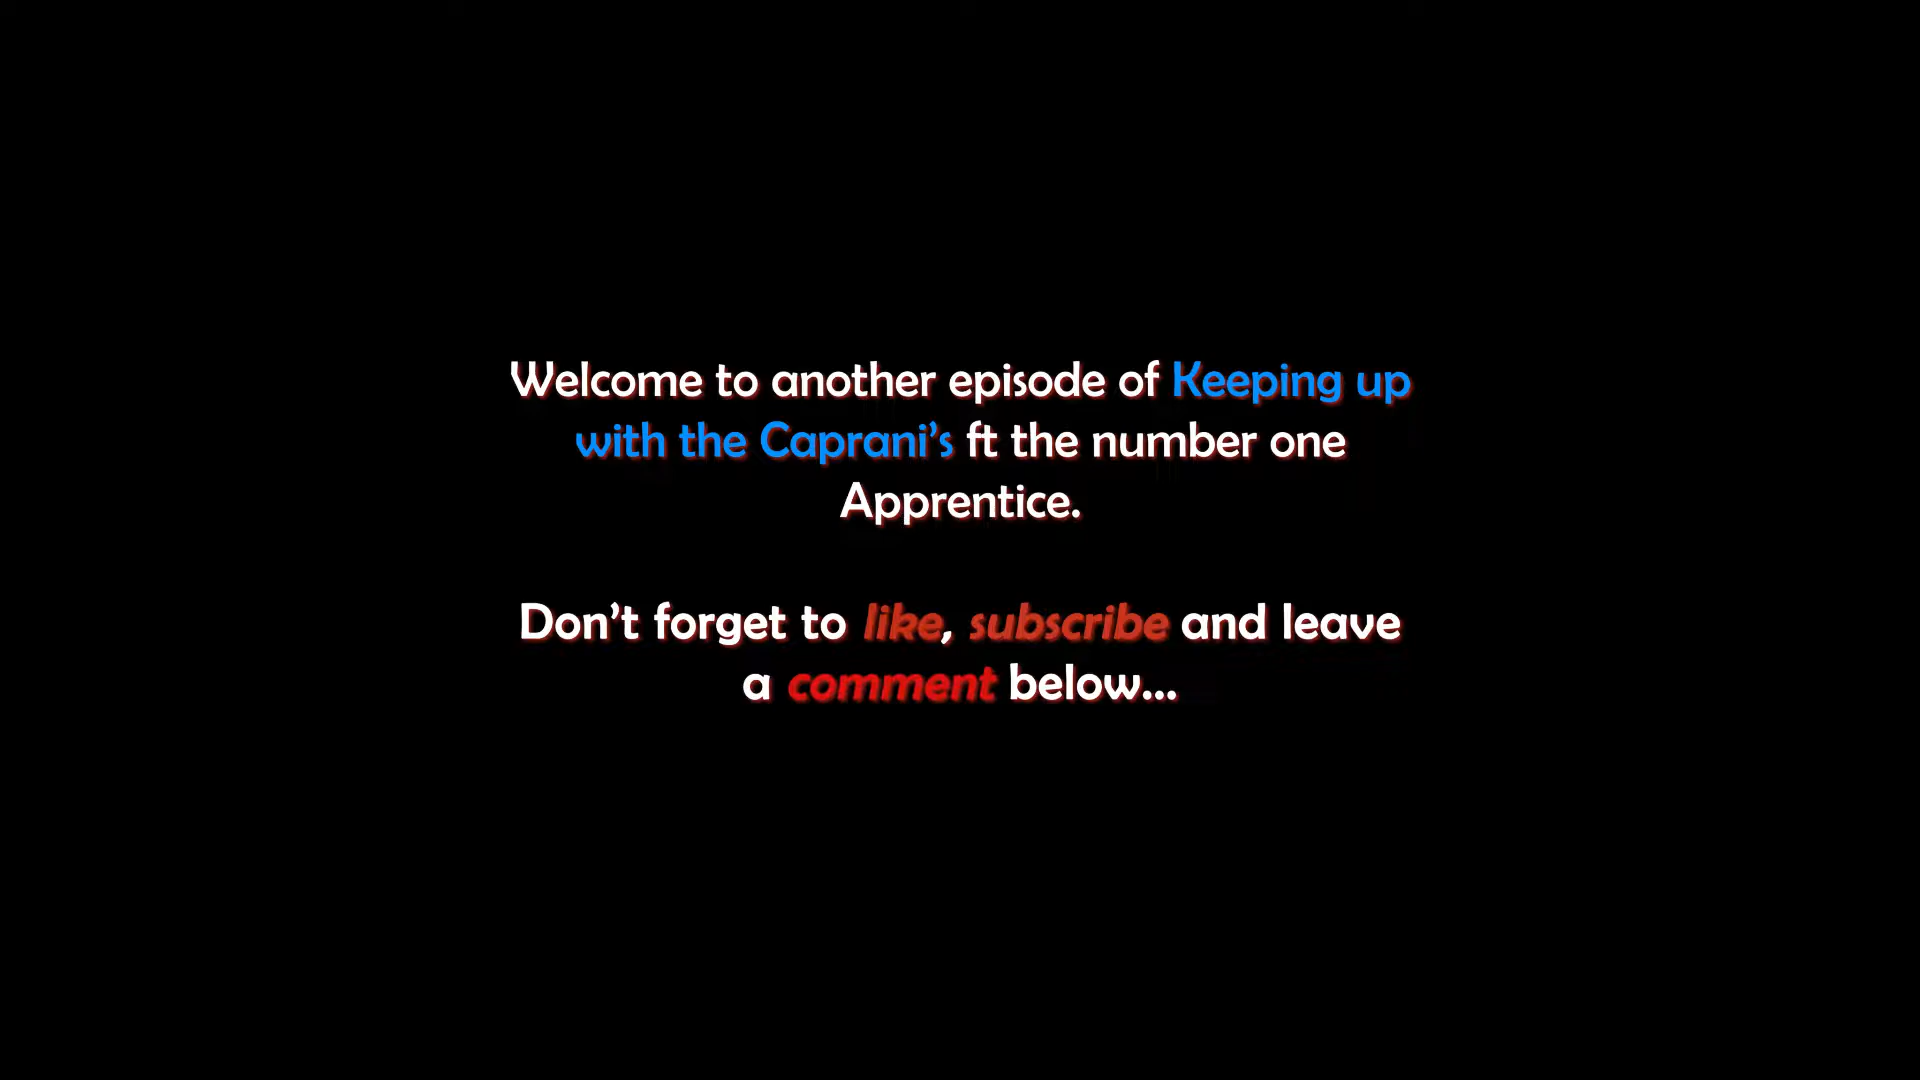 Welcome to another episode of Keeping up
with the Caprani’s ft the number one
Apprentice.
Don’t forget to like, subscribe and leave
a comment below...